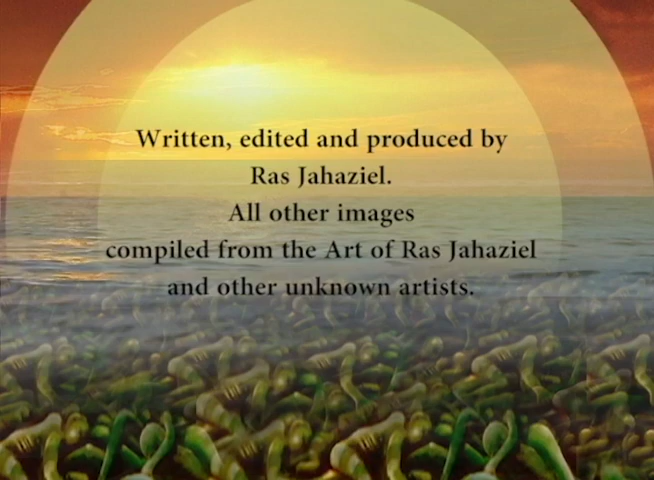 Written, edited and produced by
Ras Jahaziel.
All other images
compiled from the Art of Ras Jahaziel
and other unknown artists.